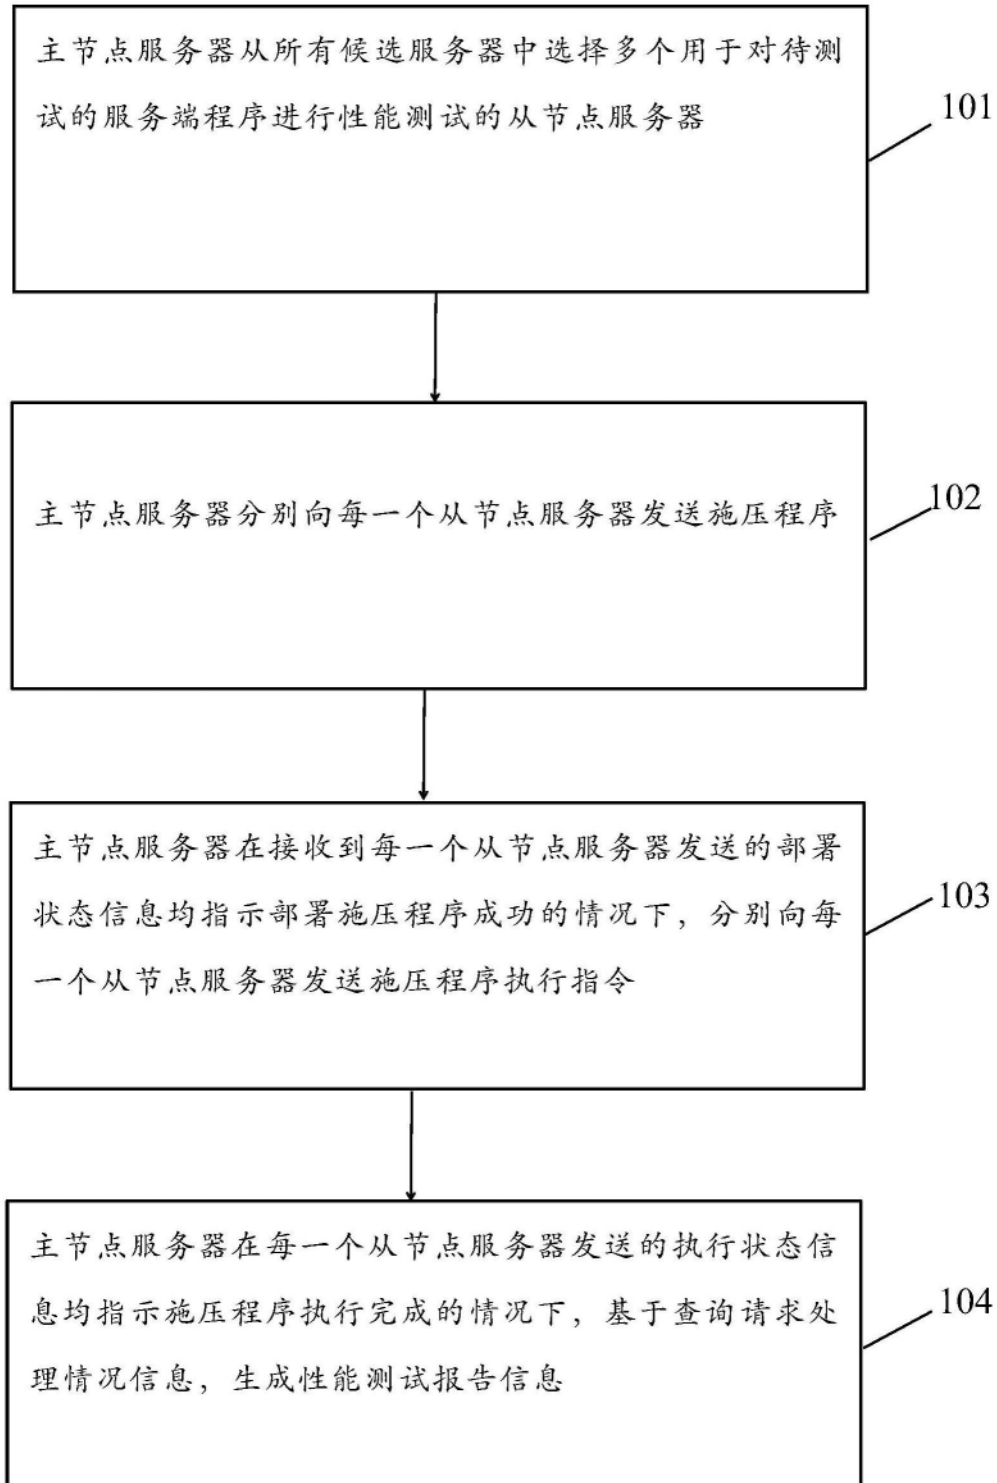 主节点服务器从所有候选服务器中选择多个用于对待测
试的服务端程序进行性能测试的从节点服务器
101
主节点服务器分别向每一个从节点服务器发送施压程序
102
主节点服务器在接收到每一个从节点服务器发送的部署
状态信息均指示部署施压程序成功的情况下，分别向每
一个从节点服务器发送施压程序执行指令
103
主节点服务器在每一个从节点服务器发送的执行状态信
息均指示施压程序执行完成的情况下，基于查询请求处
理情况信息，生成性能测试报告信息
104